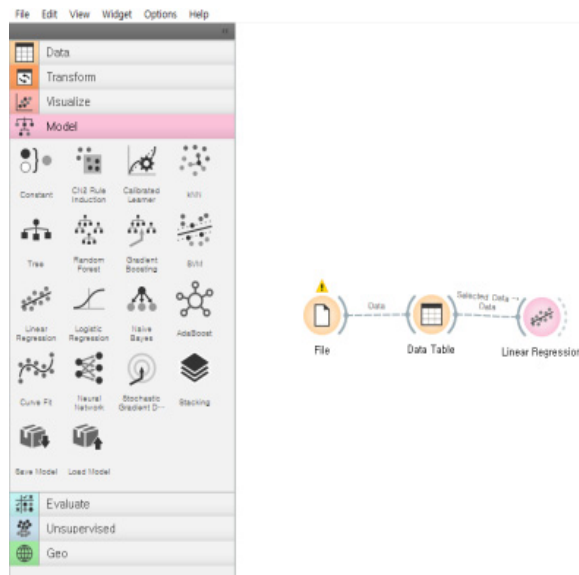 File Edit View Widget Options Help
Data
Transform
Visualize
Model
Constant
CN2 Rule
Induction
Calibrated
Learner
kNN
Tree
Random
Forest
Gradient
Boosting
SVM
Linear
Regression
Logistic
Regression
Naive
Bayes
AdaBoost
Curve Fit
Neural
Network
Stochastic
Gradient D...
Stacking
Save Model
Load Model
Evaluate
Unsupervised
Geo
File
Data
Data Table
Selected Data →
Data
Linear Regression